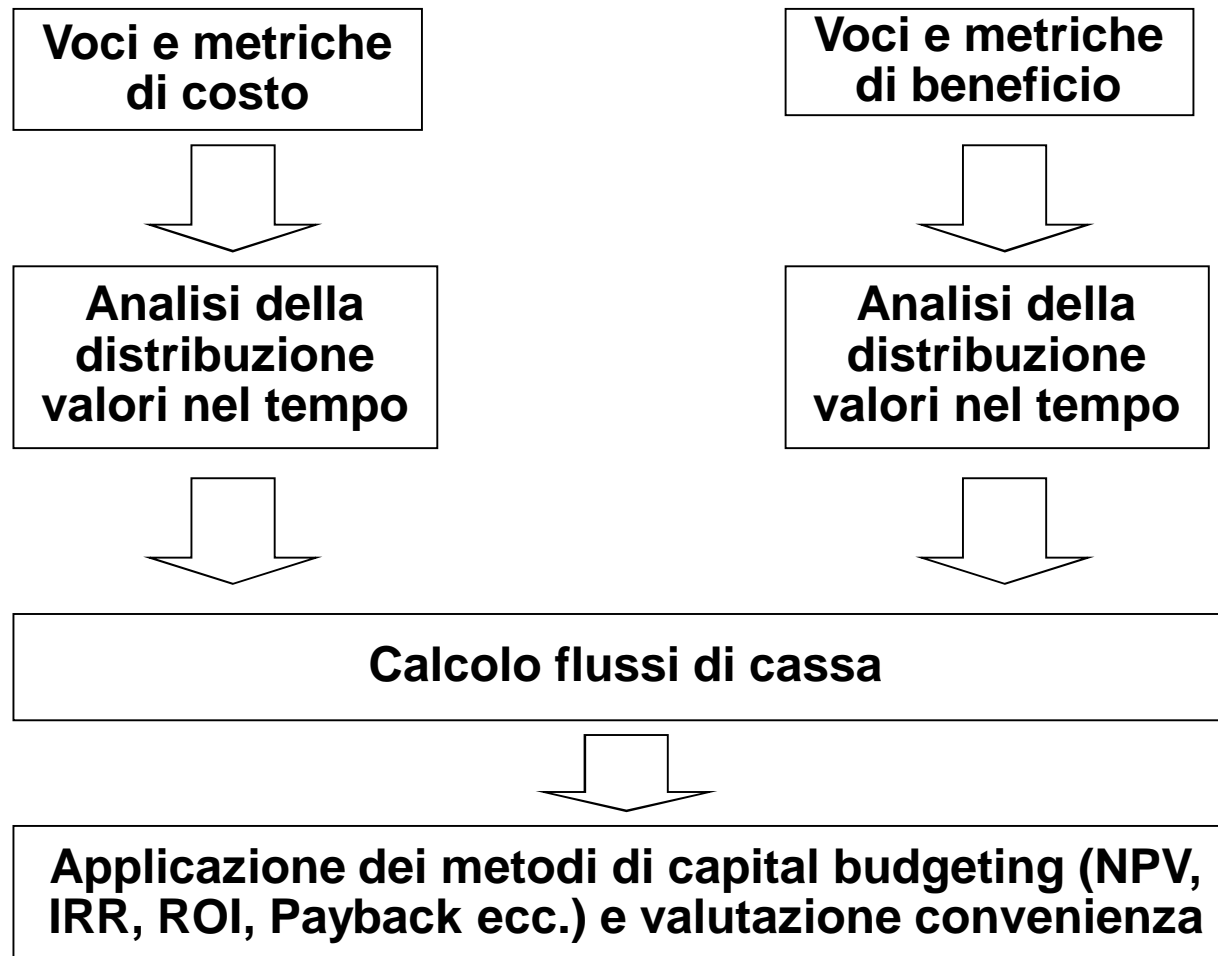 Voci e metriche
di costo
Voci e metriche
di beneficio
Analisi della
distribuzione
valori nel tempo
Analisi della
distribuzione
valori nel tempo
Calcolo flussi di cassa
Applicazione dei metodi di capital budgeting (NPV,
IRR, ROI, Payback ecc.) e valutazione convenienza